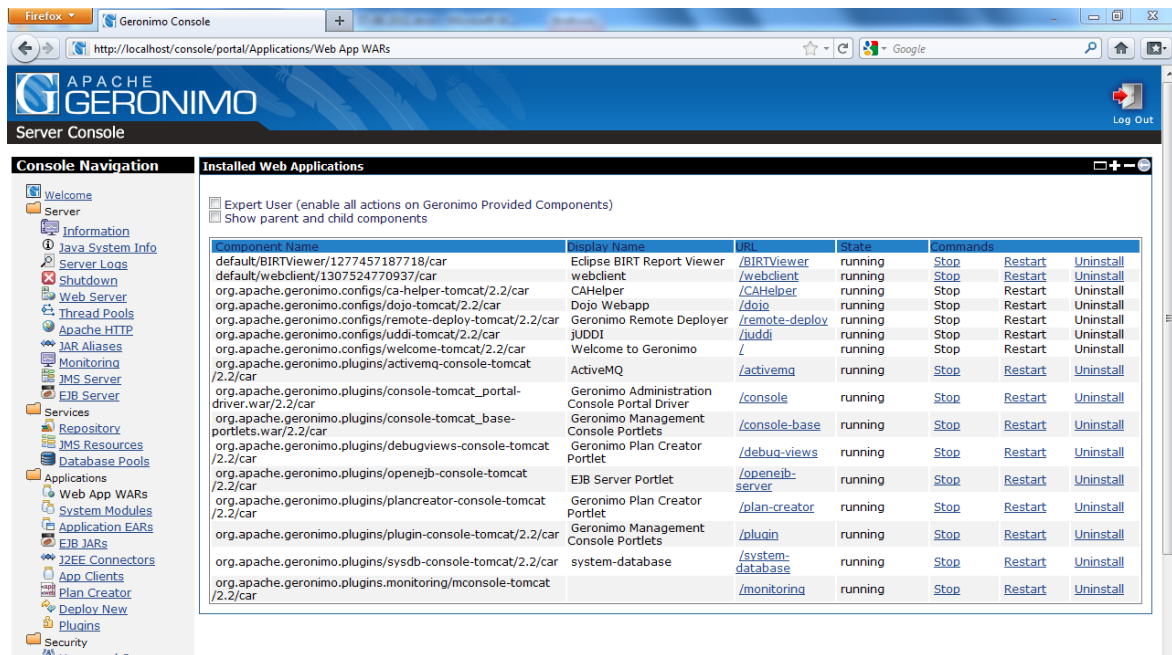 Firefox
Geronimo Console
http://localhost/console/portal/Applications/Web App WARs
Google
APACHE
GERONIMO
Server Console
Log Out
Console Navigation
Welcome
Server
Information
Java System Info
Server Logs
Shutdown
Web Server
Thread Pools
Apache HTTP
JAR Aliases
Monitoring
JMS Server
EJB Server
Services
Repository
JMS Resources
Database Pools
Applications
Web App WARs
System Modules
Application EARs
EJB JARs
J2EE Connectors
App Clients
Plan Creator
Deploy New
Plugins
Security
Installed Web Applications
Expert User (enable all actions on Geronimo Provided Components)
Show parent and child components
Component Name Display Name URL State Commands
default/BIRTViewer/1277457187718/car Eclipse BIRT Report Viewer /BIRTViewer running Stop Restart Uninstall
default/webclient/1307524770937/car webclient /webclient running Stop Restart Uninstall
org.apache.geronimo.configs/ca-helper-tomcat/2.2/car CAHelper /CAHelper running Stop Restart Uninstall
org.apache.geronimo.configs/dojo-tomcat/2.2/car Dojo Webapp /dojo running Stop Restart Uninstall
org.apache.geronimo.configs/remote-deploy-tomcat/2.2/car Geronimo Remote Deployer /remote-deploy running Stop Restart Uninstall
org.apache.geronimo.configs/uddi-tomcat/2.2/car jUDDI /juddi running Stop Restart Uninstall
org.apache.geronimo.configs/welcome-tomcat/2.2/car Welcome to Geronimo / running Stop Restart Uninstall
org.apache.geronimo.plugins/activemq-console-tomcat
/2.2/car ActiveMQ /activemq running Stop Restart Uninstall
org.apache.geronimo.plugins/console-tomcat_portal- Geronimo Administration
driver.war/2.2/car Console Portal Driver /console running Stop Restart Uninstall
org.apache.geronimo.plugins/console-tomcat_base- Geronimo Management
portlets.war/2.2/car Console Portlets /console-base running Stop Restart Uninstall
org.apache.geronimo.plugins/debugviews-console-tomcat Geronimo Plan Creator
/2.2/car Portlet /debug-views running Stop Restart Uninstall
org.apache.geronimo.plugins/openejb-console-tomcat /openejb-
/2.2/car EJB Server Portlet server running Stop Restart Uninstall
org.apache.geronimo.plugins/plancreator-console-tomcat Geronimo Plan Creator
/2.2/car Portlet /plan-creator running Stop Restart Uninstall
org.apache.geronimo.plugins/plugin-console-tomcat/2.2/car Geronimo Management
Console Portlets /plugin running Stop Restart Uninstall
org.apache.geronimo.plugins/sysdb-console-tomcat/2.2/car system-database /system-
database running Stop Restart Uninstall
org.apache.geronimo.plugins.monitoring/mconsole-tomcat
/2.2/car /monitoring running Stop Restart Uninstall